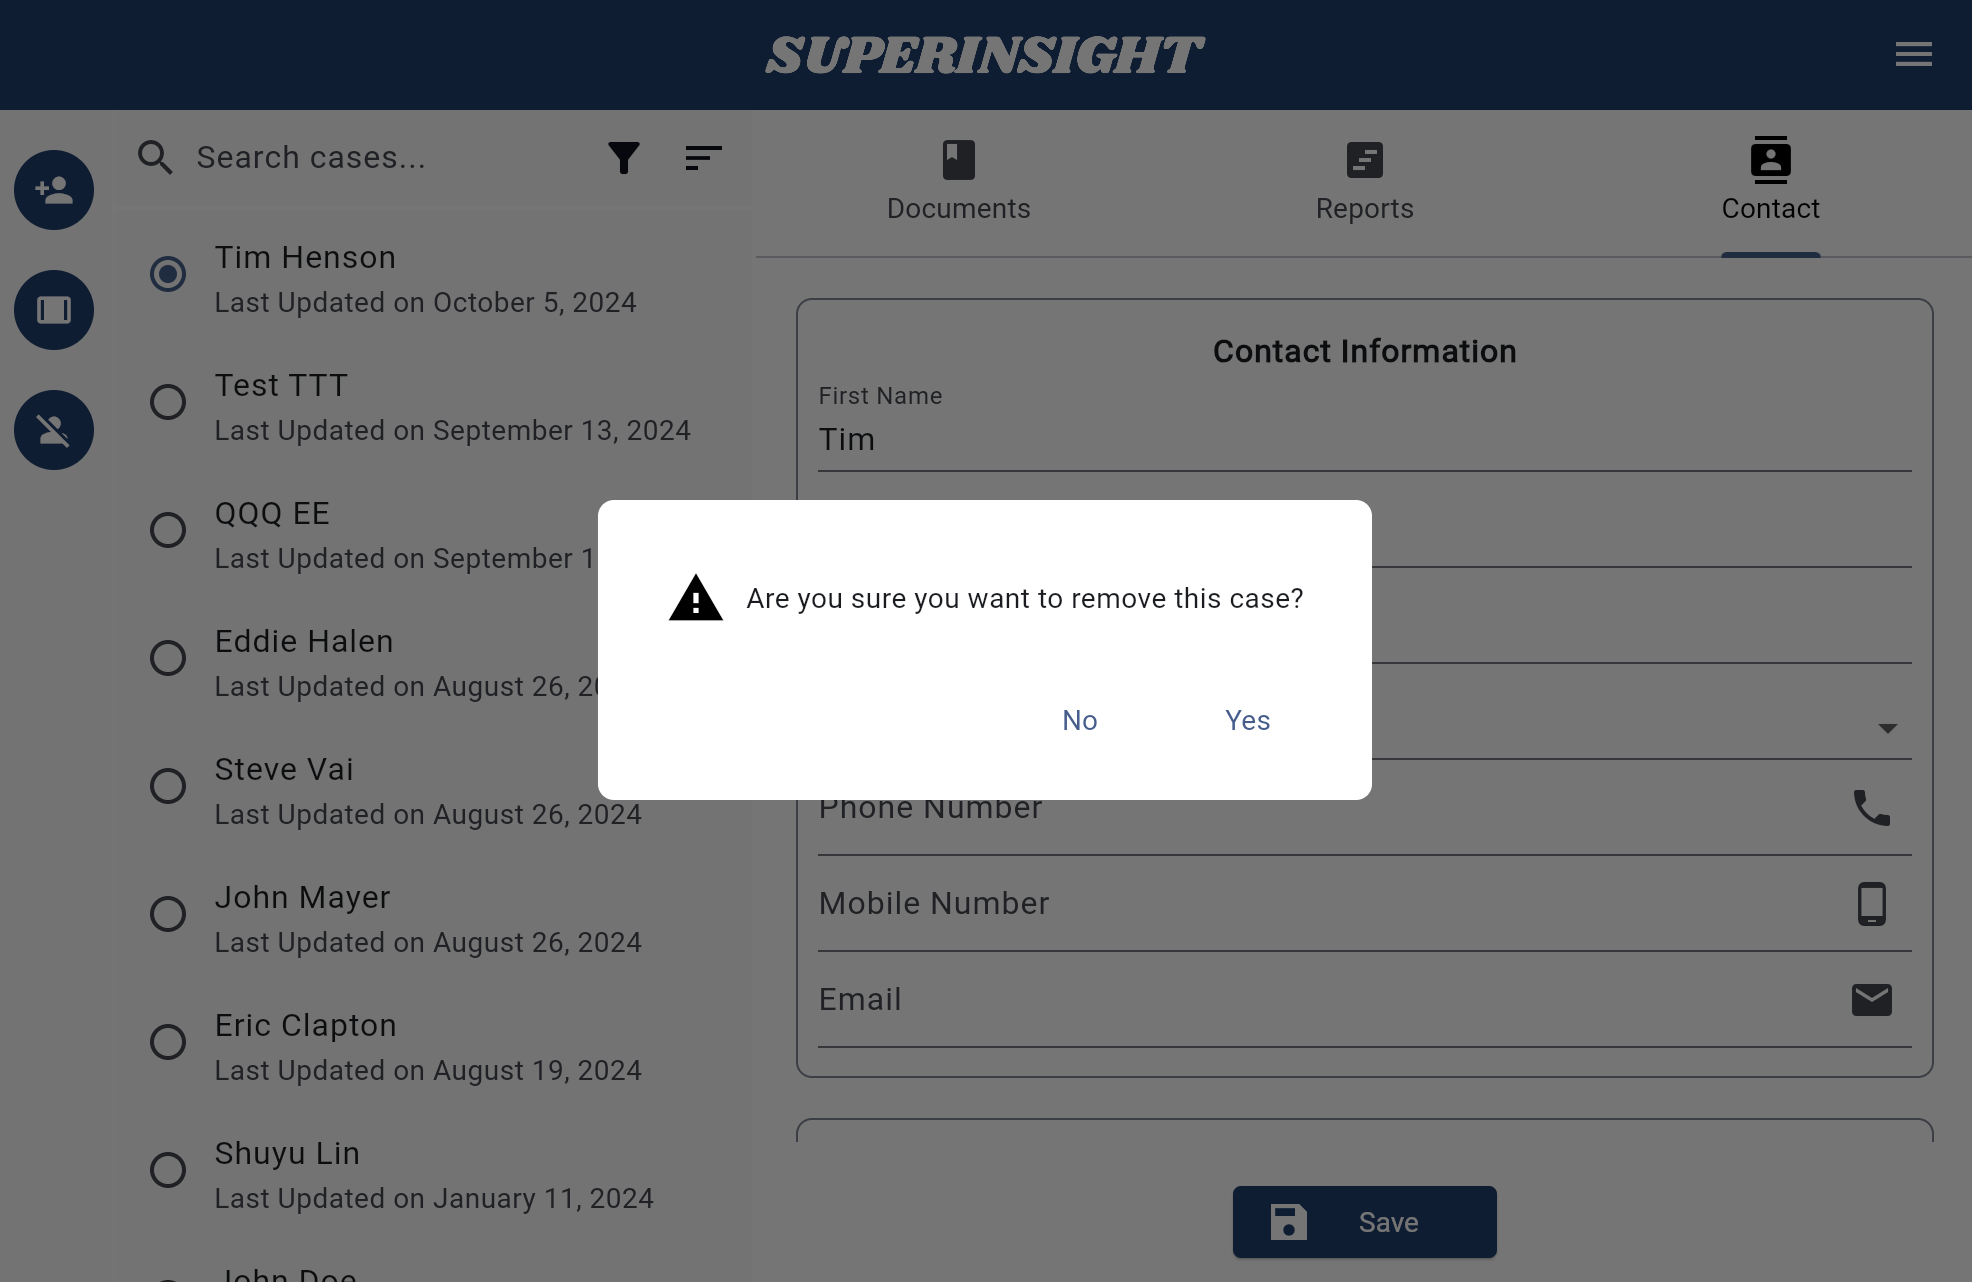 SUPERINSIGHT
Search cases...
Tim Henson
Last Updated on October 5, 2024
Test TTT
Last Updated on September 13, 2024
QQQ EE
Last Updated on September 1
Eddie Halen
Last Updated on August 26, 20
Steve Vai
Last Updated on August 26, 2024
John Mayer
Last Updated on August 26, 2024
Eric Clapton
Last Updated on August 19, 2024
Shuyu Lin
Last Updated on January 11, 2024
John Doe
Documents
Reports
Contact
Contact Information
First Name
Tim
Are you sure you want to remove this case?
No
Yes
Phone Number
Mobile Number
Email
Save